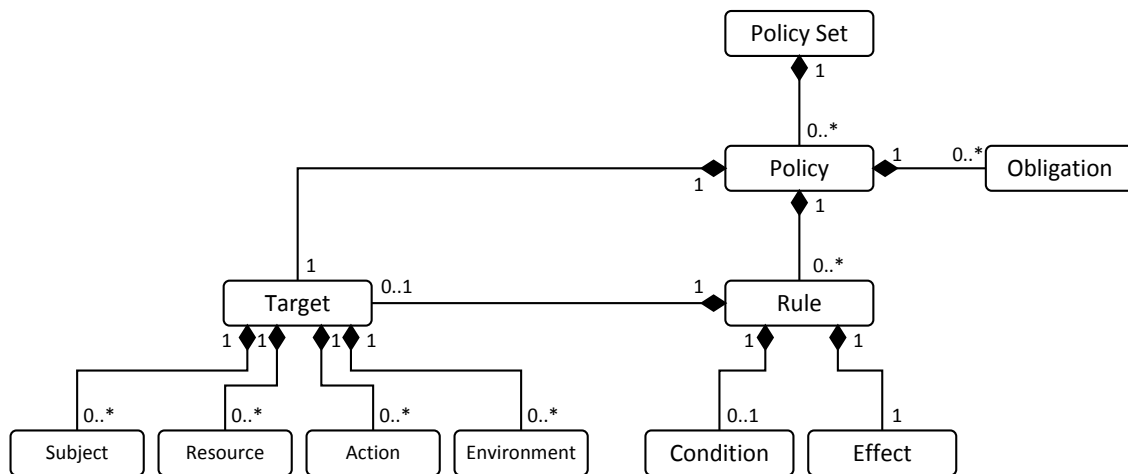 Policy Set
1
0..*
Policy
1
1
0..*
Obligation
1
1
0..*
Target
0..1
1
Rule
1
1
1
1
1
1
0..*
0..*
0..*
0..*
0..1
1
Subject
Resource
Action
Environment
Condition
Effect